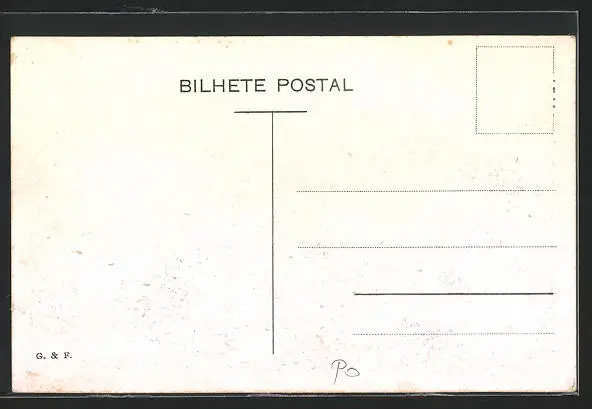 BILHETE POSTAL
G. & F.
Po